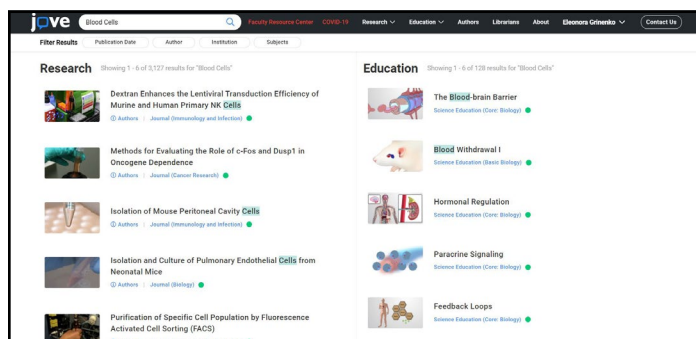 jove
Blood Cells
Faculty Resource Center COVID-19 Research Education Authors Librarians About Eleonora Grinenko Contact Us
Filter Results Publication Date Author Institution Subjects
Research Showing 1 - 6 of 3,127 results for "Blood Cells"
Dextran Enhances the Lentiviral Transduction Efficiency of
Murine and Human Primary NK Cells
Authors | Journal (Immunology and Infection)
Methods for Evaluating the Role of c-Fos and Dusp1 in
Oncogene Dependence
Authors | Journal (Cancer Research)
Isolation of Mouse Peritoneal Cavity Cells
Authors | Journal (Immunology and Infection)
Isolation and Culture of Pulmonary Endothelial Cells from
Neonatal Mice
Authors | Journal (Biology)
Purification of Specific Cell Population by Fluorescence
Activated Cell Sorting (FACS)
Education Showing 1 - 6 of 128 results for "Blood Cells"
The Blood-brain Barrier
Science Education (Core: Biology)
Blood Withdrawal I
Science Education (Basic Biology)
Hormonal Regulation
Science Education (Core: Biology)
Paracrine Signaling
Science Education (Core: Biology)
Feedback Loops
Science Education (Core: Biology)